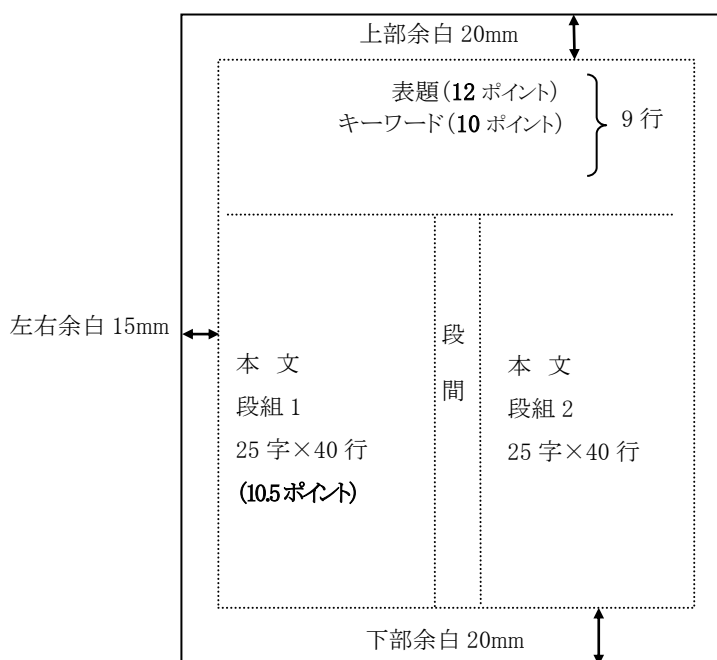 上部余白 20mm
表題(12 ポイント)
キーワード(10 ポイント)
9 行
左右余白 15mm
段
間
本 文
段組 1
25 字×40 行
(10.5ポイント)
本 文
段組 2
25 字×40 行
下部余白 20mm